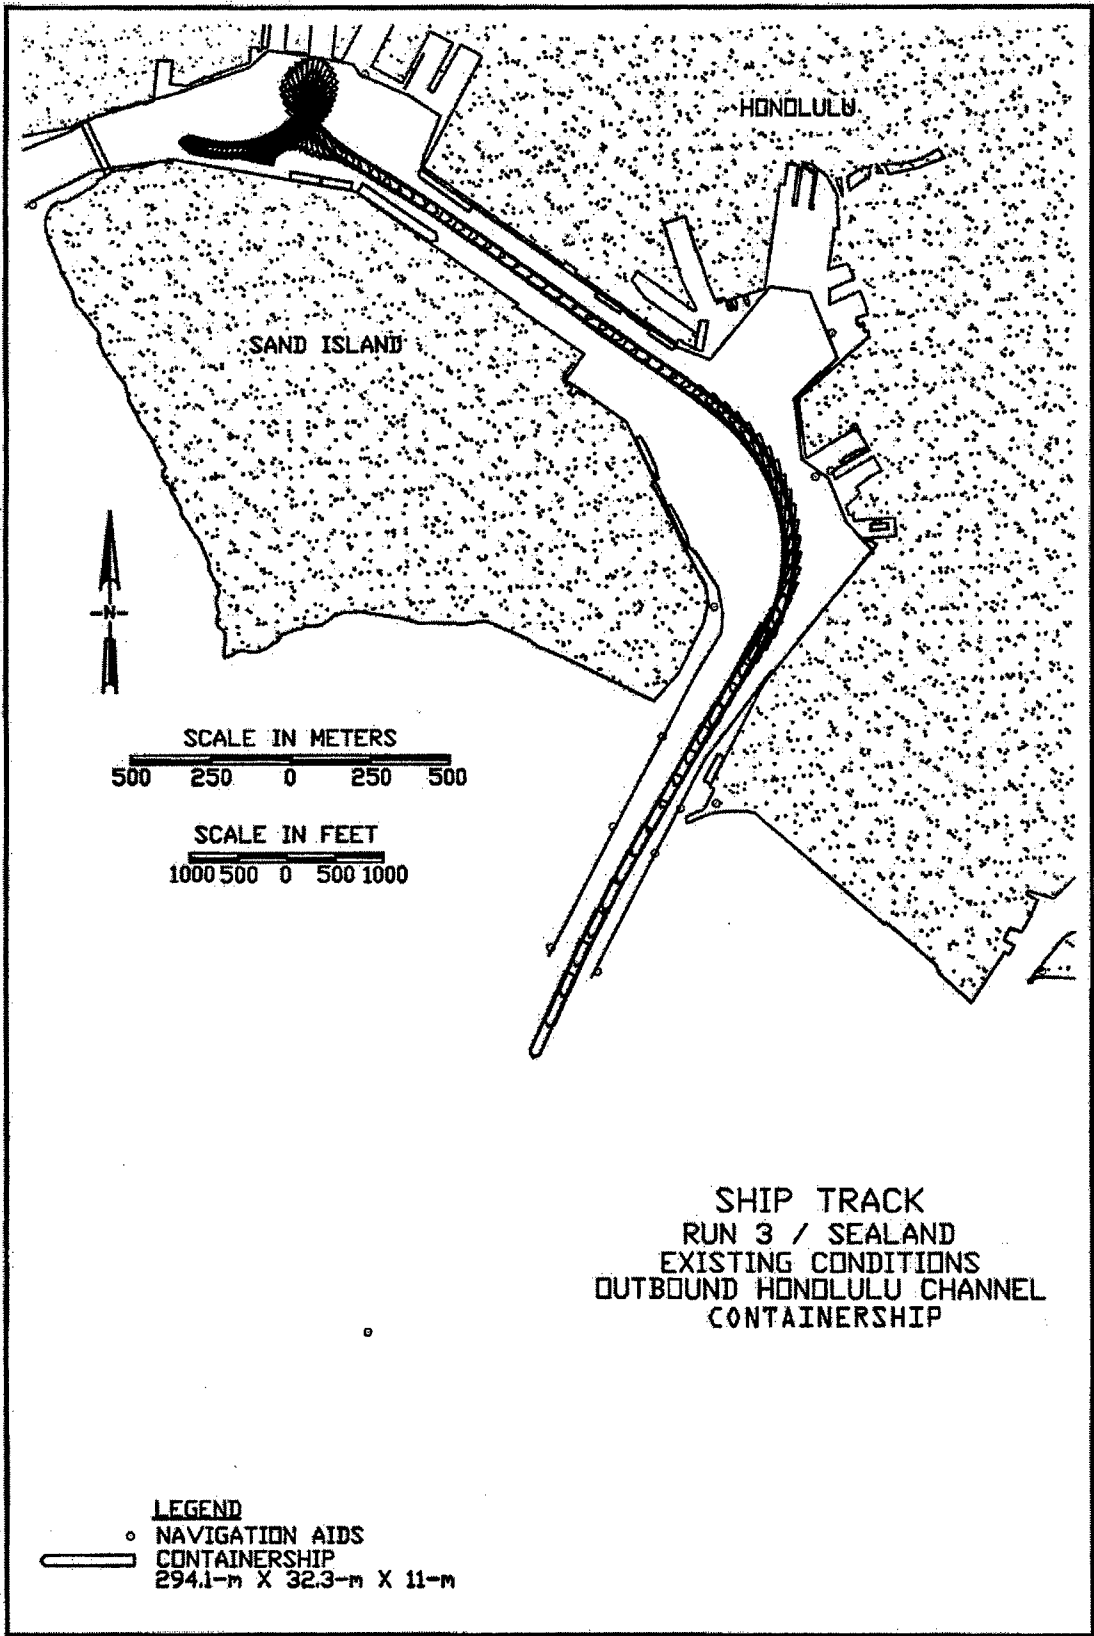 HONOLULU
SAND ISLAND
N
SCALE IN METERS
500 250 0 250 500
SCALE IN FEET
1000 500 0 500 1000
SHIP TRACK
RUN 3 / SEALAND
EXISTING CONDITIONS
OUTBOUND HONOLULU CHANNEL
CONTAINERSHIP
LEGEND
NAVIGATION AIDS
CONTAINERSHIP
294.1-m X 32.3-m X 11-m